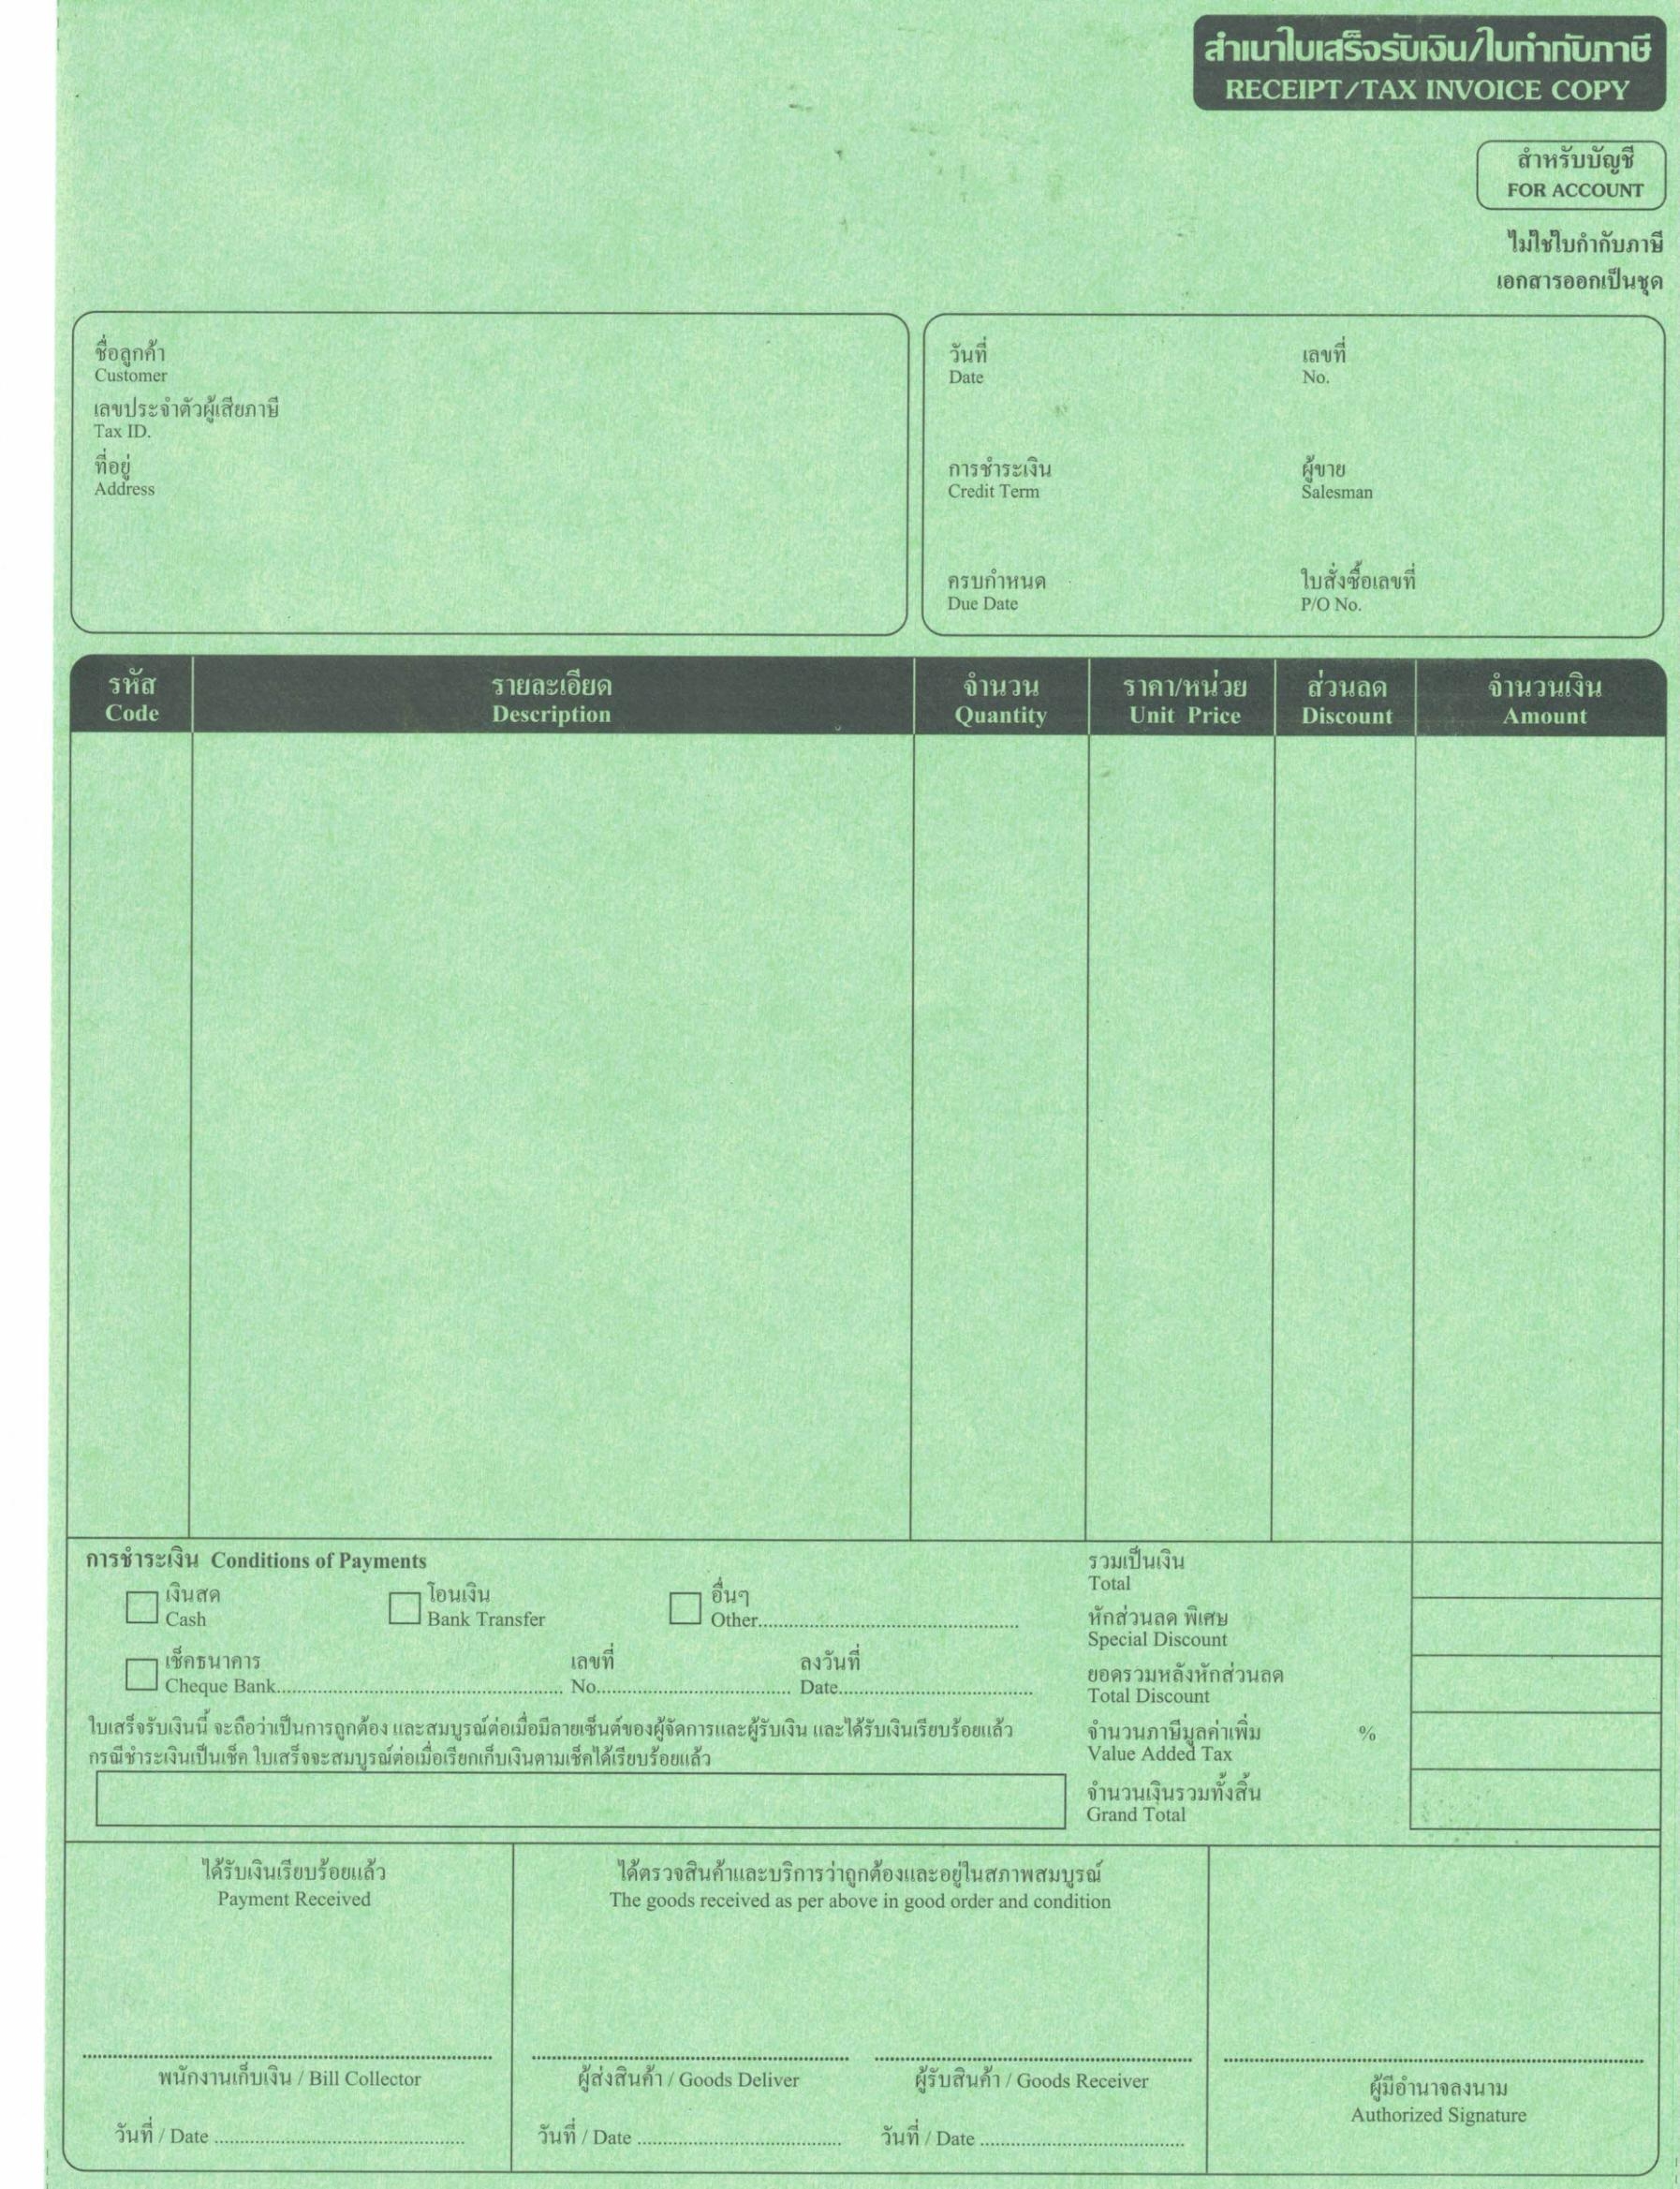 สำเนาใบเสร็จรับเงิน/ใบกำกับภาษี
RECEIPT/TAX INVOICE COPY
สำหรับบัญชี
FOR ACCOUNT
ไม่ใช่ใบกำกับภาษี
เอกสารออกเป็นชุด
ชื่อลูกค้า
Customer
เลขประจำตัวผู้เสียภาษี
Tax ID.
ที่อยู่
Address
วันที่ เลขที่
Date No.
การชำระเงิน ผู้ขาย
Credit Term Salesman
ครบกำหนด ใบสั่งซื้อเลขที่
Due Date P/O No.
รหัส รายละเอียด จำนวน ราคา/หน่วย ส่วนลด จำนวนเงิน
Code Description Quantity Unit Price Discount Amount
การชำระเงิน Conditions of Payments
เงินสด โอนเงิน อื่นๆ
Cash Bank Transfer Other
เช็คธนาคาร เลขที่ ลงวันที่
Cheque Bank No. Date
ใบเสร็จรับเงินนี้ จะถือว่าเป็นการถูกต้อง และสมบูรณ์ต่อเมื่อมีลายเซ็นต์ของผู้จัดการและผู้รับเงิน และได้รับเงินเรียบร้อยแล้ว
กรณีชำระเงินเป็นเช็ค ใบเสร็จจะสมบูรณ์ต่อเมื่อเรียกเก็บเงินตามเช็คได้เรียบร้อยแล้ว
รวมเป็นเงิน
Total
หักส่วนลด พิเศษ
Special Discount
ยอดรวมหลังหักส่วนลด
Total Discount
จำนวนภาษีมูลค่าเพิ่ม %
Value Added Tax
จำนวนเงินรวมทั้งสิ้น
Grand Total
ได้รับเงินเรียบร้อยแล้ว
Payment Received
ได้ตรวจสินค้าและบริการว่าถูกต้องและอยู่ในสภาพสมบูรณ์
The goods received as per above in good order and condition
พนักงานเก็บเงิน / Bill Collector
วันที่ / Date
ผู้ส่งสินค้า / Goods Deliver
วันที่ / Date
ผู้รับสินค้า / Goods Receiver
วันที่ / Date
ผู้มีอำนาจลงนาม
Authorized Signature